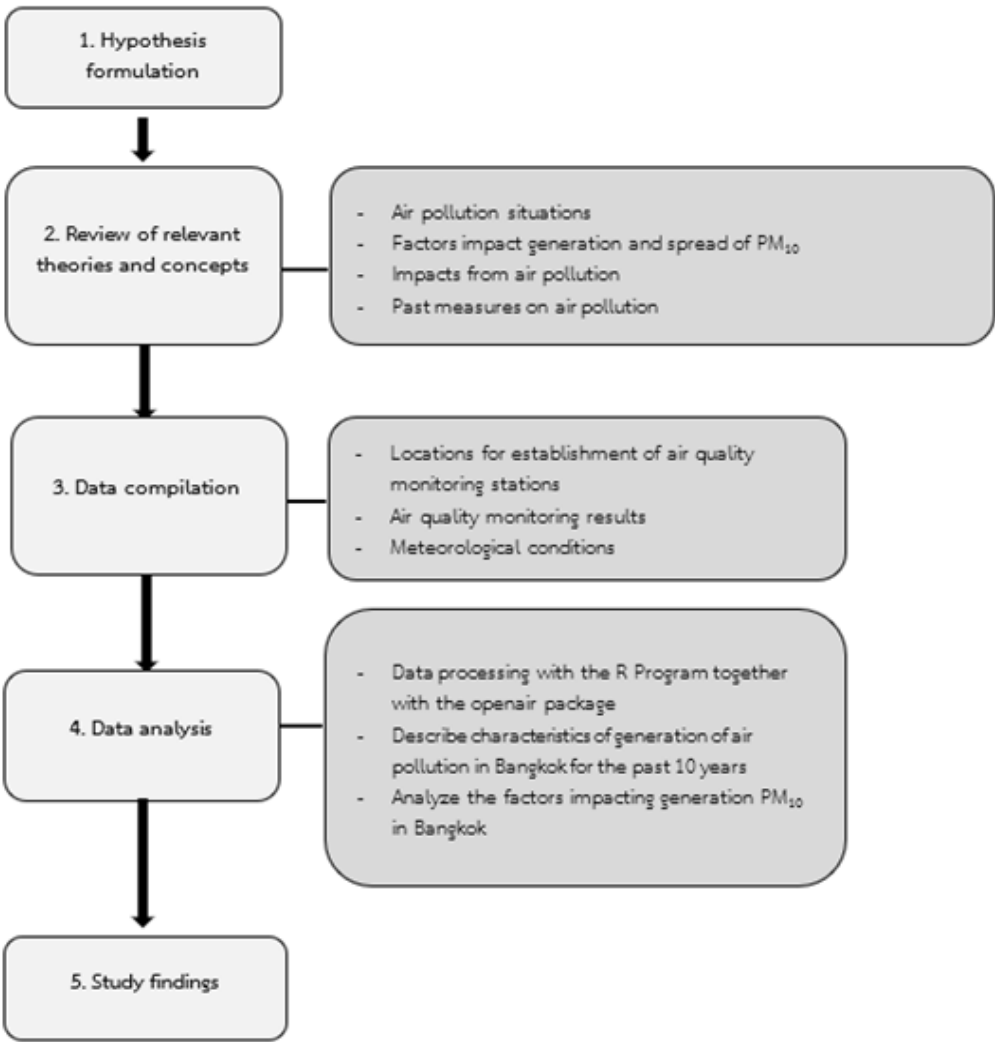 1. Hypothesis
formulation
2. Review of relevant
theories and concepts
- Air pollution situations
- Factors impact generation and spread of PM₁₀
- Impacts from air pollution
- Past measures on air pollution
3. Data compilation
- Locations for establishment of air quality
monitoring stations
- Air quality monitoring results
- Meteorological conditions
4. Data analysis
- Data processing with the R Program together
with the openair package
- Describe characteristics of generation of air
pollution in Bangkok for the past 10 years
- Analyze the factors impacting generation PM₁₀
in Bangkok
5. Study findings